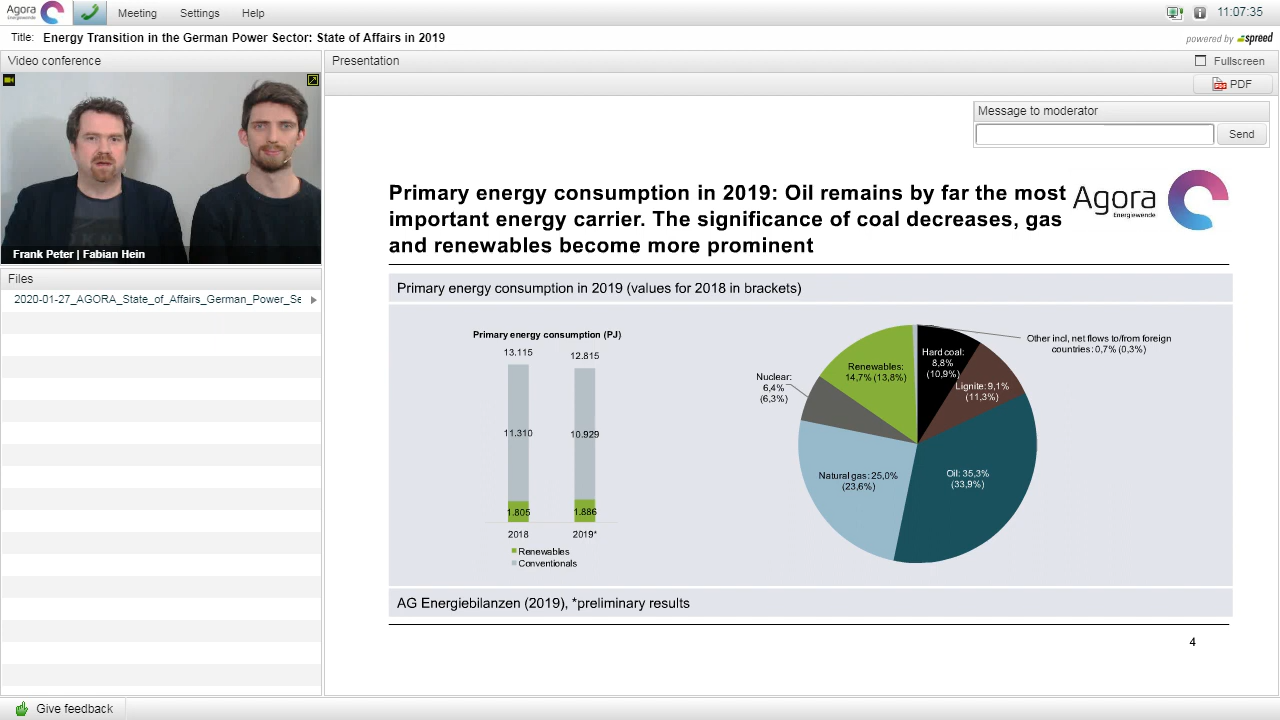 Agora
Energiewende
Meeting
Settings
Help
11:07:35
Title: Energy Transition in the German Power Sector: State of Affairs in 2019
powered by spreed
Video conference
Presentation
Fullscreen
PDF
Message to moderator
Send
Frank Peter | Fabian Hein
Files
2020-01-27_AGORA_State_of_Affairs_German_Power_Se
Primary energy consumption in 2019: Oil remains by far the most
important energy carrier. The significance of coal decreases, gas
and renewables become more prominent
Agora
Energiewende
Primary energy consumption in 2019 (values for 2018 in brackets)
Primary energy consumption (PJ)
13.115
12.815
11.310
10.929
1.805
1.886
2018
2019*
Renewables
Conventionals
Other incl, net flows to/from foreign
countries: 0,7% (0,3%)
Hard coal:
8,8%
(10,9%)
Lignite: 9,1%
(11,3%)
Renewables:
14,7% (13,8%)
Nuclear:
6,4%
(6,3%)
Natural gas: 25,0%
(23,6%)
Oil: 35,3%
(33,9%)
AG Energiebilanzen (2019), *preliminary results
4
Give feedback